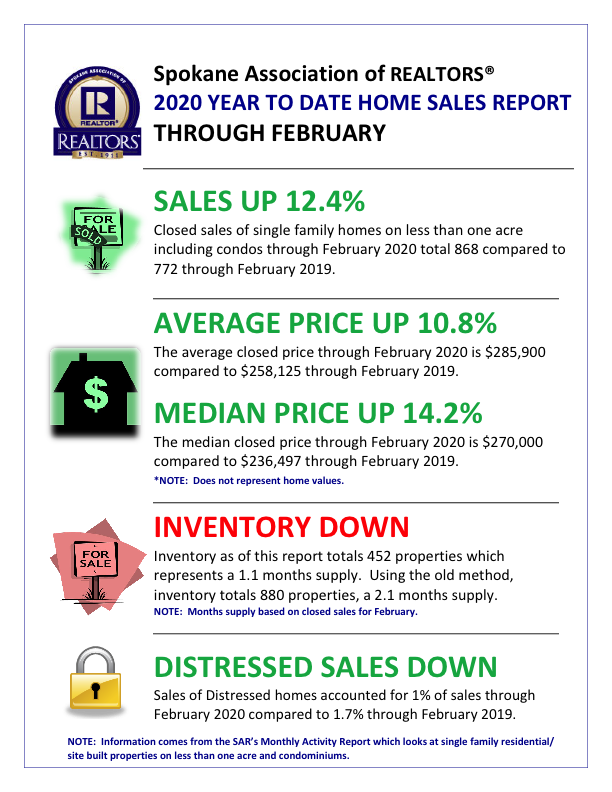 SPOKANE ASSOCIATION OF
R
REALTOR®
REALTORS®
EST. 1911
Spokane Association of REALTORS®
2020 YEAR TO DATE HOME SALES REPORT
THROUGH FEBRUARY
FOR
SALE
SOLD
SALES UP 12.4%
Closed sales of single family homes on less than one acre
including condos through February 2020 total 868 compared to
772 through February 2019.
$
AVERAGE PRICE UP 10.8%
The average closed price through February 2020 is $285,900
compared to $258,125 through February 2019.
MEDIAN PRICE UP 14.2%
The median closed price through February 2020 is $270,000
compared to $236,497 through February 2019.
*NOTE: Does not represent home values.
FOR
SALE
INVENTORY DOWN
Inventory as of this report totals 452 properties which
represents a 1.1 months supply. Using the old method,
inventory totals 880 properties, a 2.1 months supply.
NOTE: Months supply based on closed sales for February.
DISTRESSED SALES DOWN
Sales of Distressed homes accounted for 1% of sales through
February 2020 compared to 1.7% through February 2019.
NOTE: Information comes from the SAR's Monthly Activity Report which looks at single family residential/
site built properties on less than one acre and condominiums.